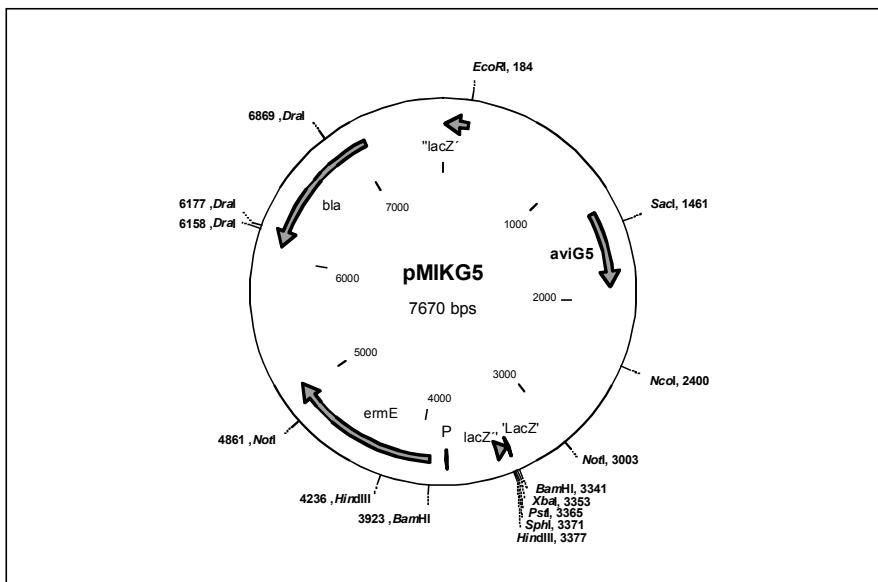 EcoRI, 184
6869 ,DraI
"lacZ´
bla
7000
1000
SacI, 1461
6177 ,DraI
6158 ,DraI
aviG5
pMIKG5
6000
2000
7670 bps
5000
3000
NcoI, 2400
ermE
4000
P
lacZ´'
'LacZ'
4861 ,NotI
NotI, 3003
4236 ,HindIII
3923 ,BamHI
BamHI, 3341
XbaI, 3353
PstI, 3365
SphI, 3371
HindIII, 3377